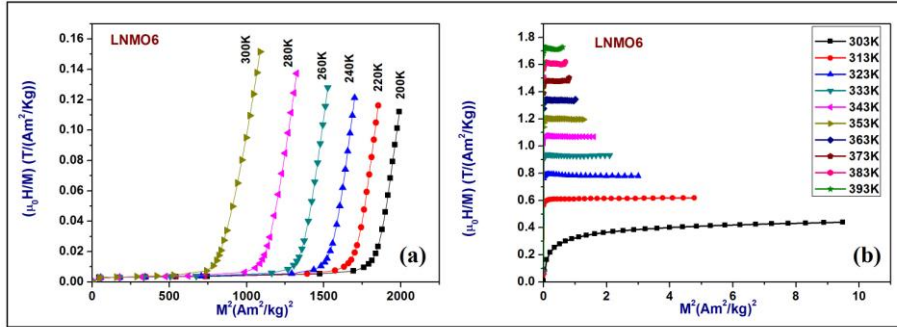 LNMO6
300K
280K
260K
240K
220K
200K
0.16
0.14
0.12
0.10
0.08
0.06
0.04
0.02
0.00
(μ₀H/M) (T/(Am²/Kg)
0
500
1000
1500
2000
M²(Am²/kg)²
(a)
LNMO6
303K
313K
323K
333K
343K
353K
363K
373K
383K
393K
1.8
1.6
1.4
1.2
1.0
0.8
0.6
0.4
0.2
0.0
(μ₀H/M) (T/(Am²/Kg)
0
2
4
6
8
10
M²(Am²/kg)²
(b)